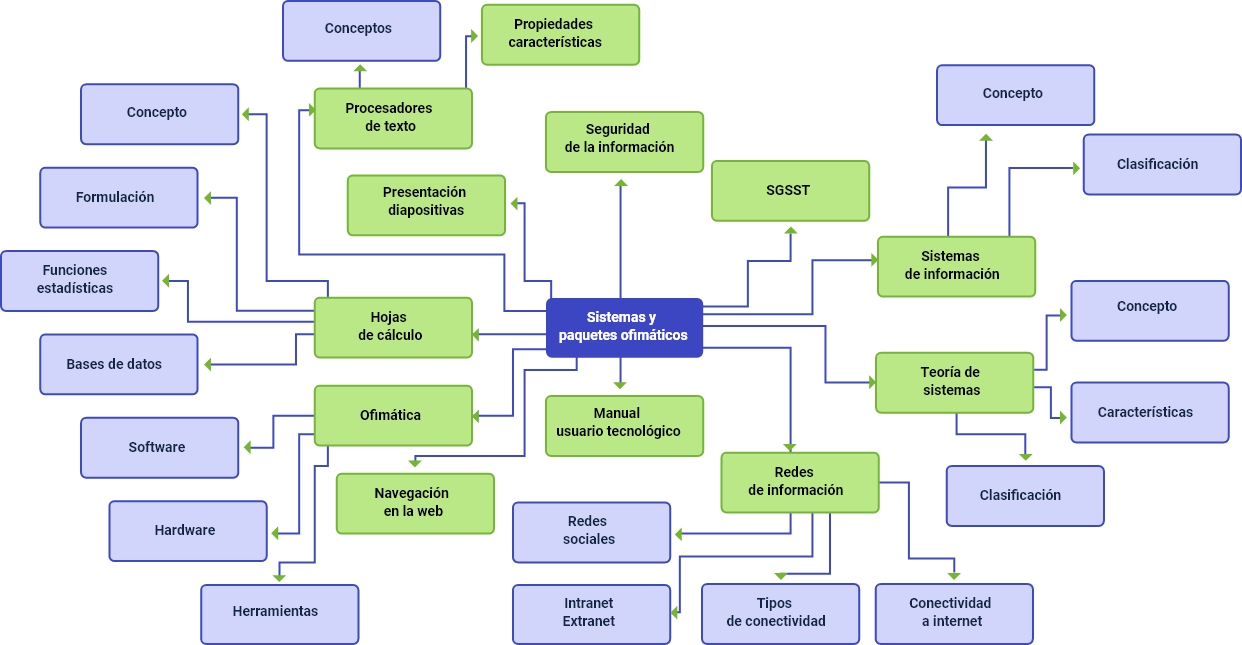 Conceptos
Propiedades
características
Concepto
Procesadores
de texto
Seguridad
de la información
Concepto
Clasificación
Formulación
Presentación
diapositivas
SGSST
Funciones
estadísticas
Sistemas
de información
Hojas
de cálculo
Sistemas y
paquetes ofimáticos
Concepto
Bases de datos
Teoría de
sistemas
Ofimática
Manual
usuario tecnológico
Características
Software
Navegación
en la web
Redes
de información
Clasificación
Hardware
Redes
sociales
Herramientas
Intranet
Extranet
Tipos
de conectividad
Conectividad
a internet